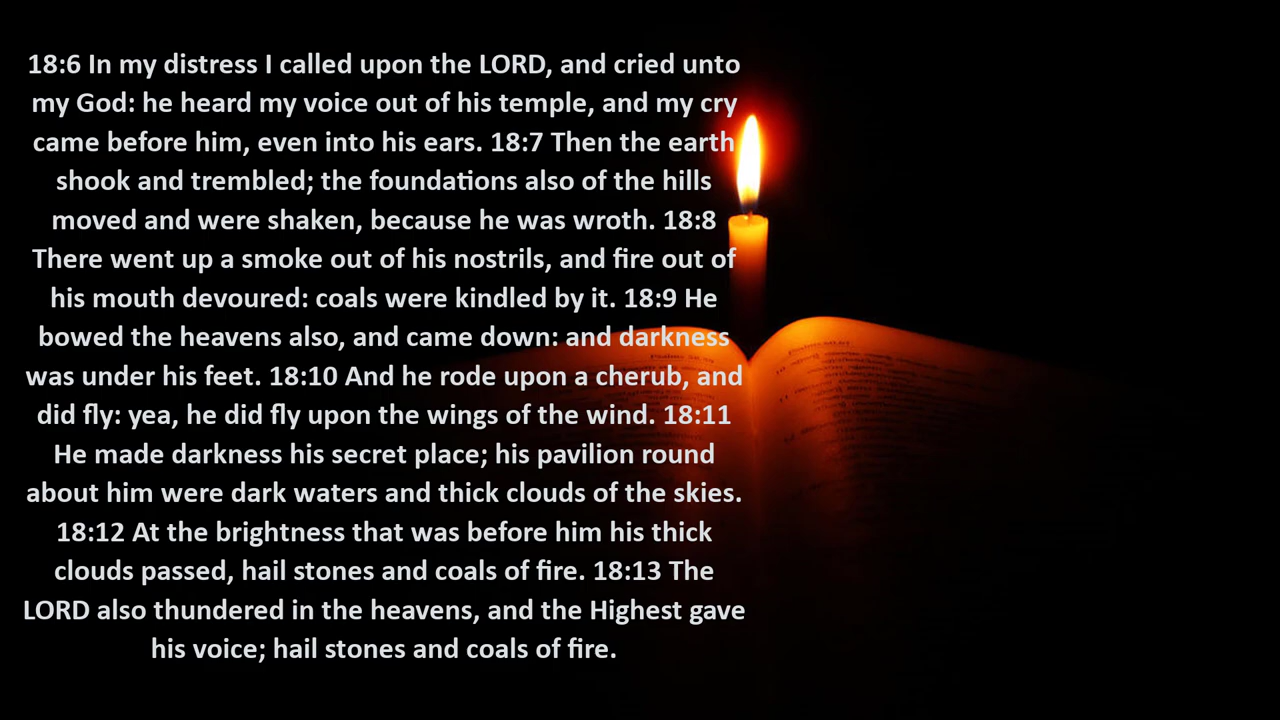 18:6 In my distress I called upon the LORD, and cried unto
my God: he heard my voice out of his temple, and my cry
came before him, even into his ears. 18:7 Then the earth
shook and trembled; the foundations also of the hills
moved and were shaken, because he was wroth. 18:8
There went up a smoke out of his nostrils, and fire out of
his mouth devoured: coals were kindled by it. 18:9 He
bowed the heavens also, and came down: and darkness
was under his feet. 18:10 And he rode upon a cherub, and
did fly: yea, he did fly upon the wings of the wind. 18:11
He made darkness his secret place; his pavilion round
about him were dark waters and thick clouds of the skies.
18:12 At the brightness that was before him his thick
clouds passed, hail stones and coals of fire. 18:13 The
LORD also thundered in the heavens, and the Highest gave
his voice; hail stones and coals of fire.